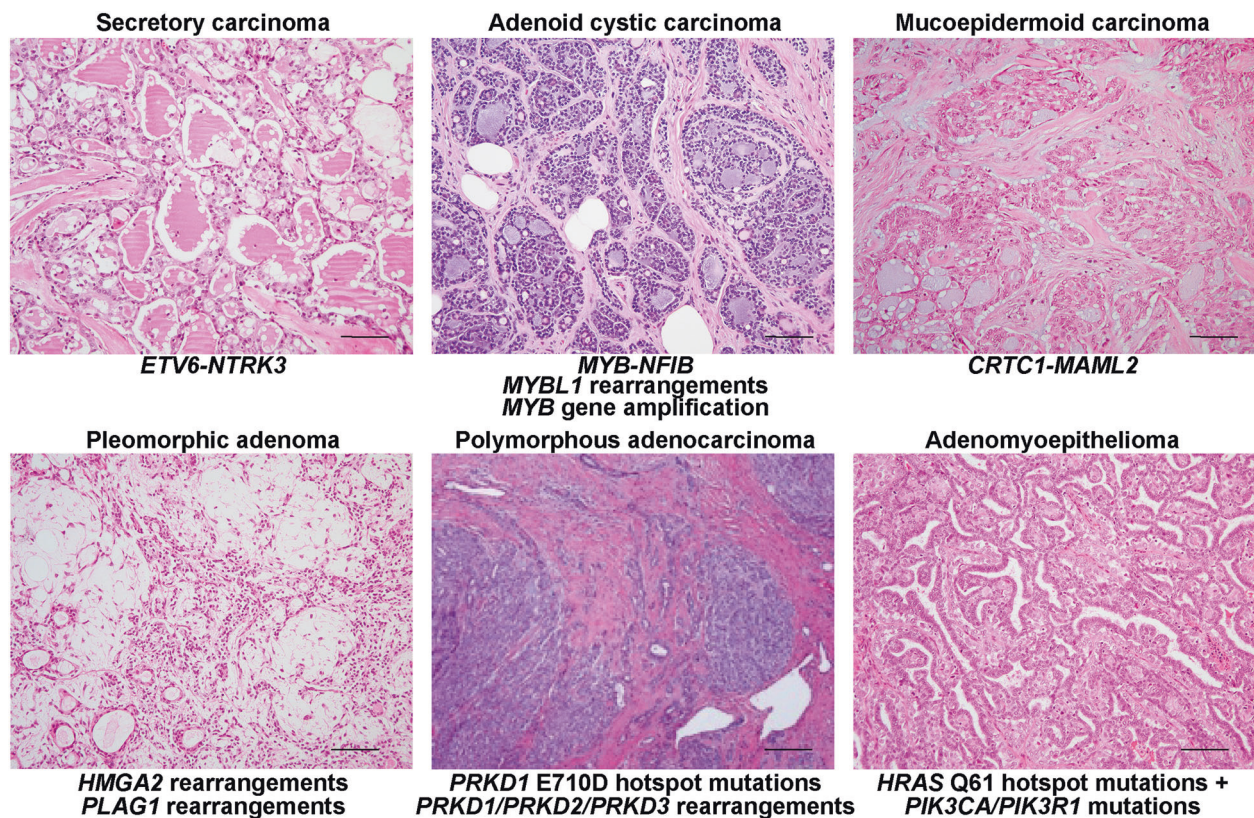 Secretory carcinoma
Adenoid cystic carcinoma
Mucoepidermoid carcinoma
ETV6-NTRK3
MYB-NFIB
MYBL1 rearrangements
MYB gene amplification
CRTC1-MAML2
Pleomorphic adenoma
Polymorphous adenocarcinoma
Adenomyoepithelioma
HMGA2 rearrangements
PLAG1 rearrangements
PRKD1 E710D hotspot mutations
PRKD1/PRKD2/PRKD3 rearrangements
HRAS Q61 hotspot mutations +
PIK3CA/PIK3R1 mutations